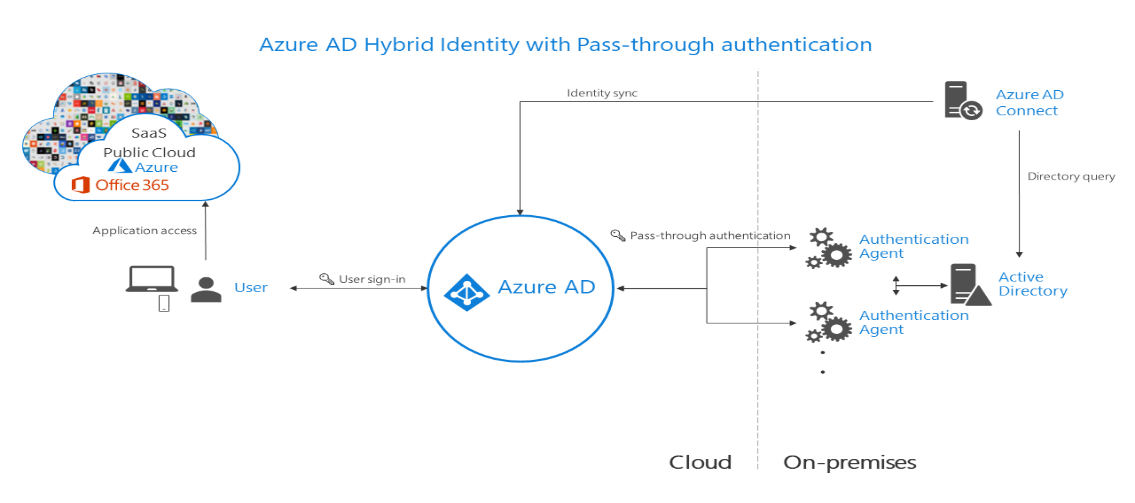 Azure AD Hybrid Identity with Pass-through authentication
Identity sync
Azure AD
Connect
SaaS
Public Cloud
Azure
Office 365
Directory query
Application access
Pass-through authentication
Authentication
Agent
User sign-in
User
Azure AD
Active
Directory
Authentication
Agent
Cloud
On-premises